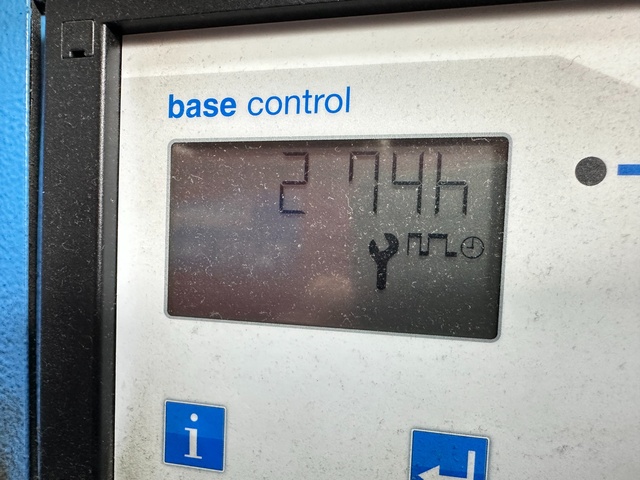 base control
2 74h
i